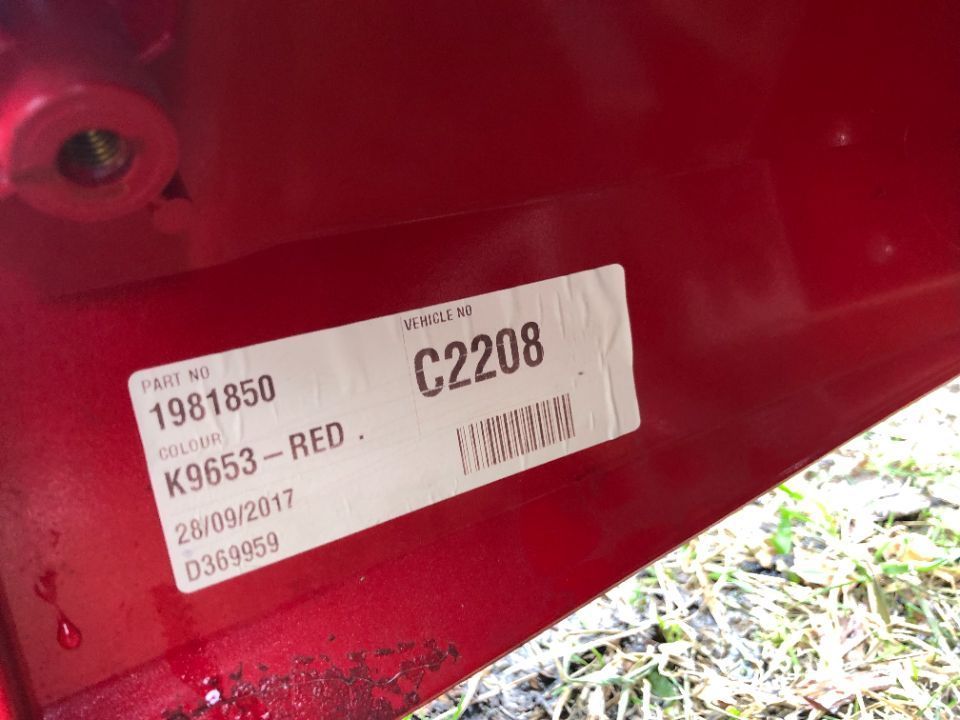 PART NO
1981850
COLOUR
K9653-RED .
28/09/2017
D369959
VEHICLE NO
C2208